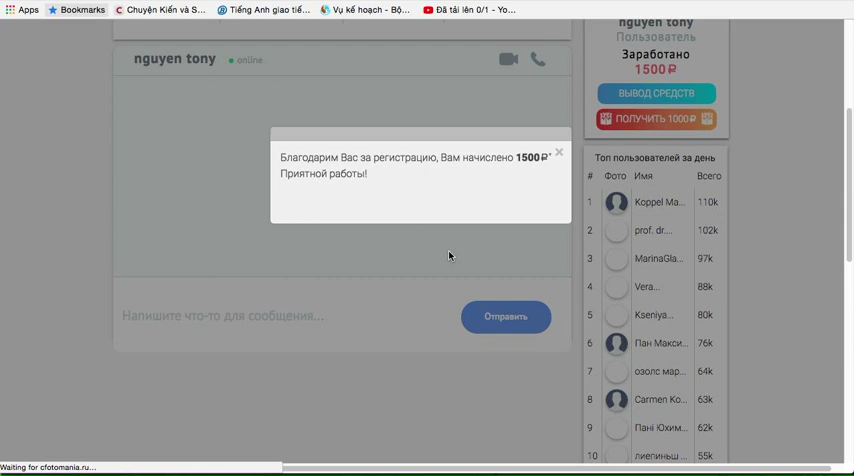 Apps Bookmarks Chuyện Kiến và S... Tiếng Anh giao tiế... Vụ kế hoạch - Bộ... Đã tải lên 0/1 - Yo...
nguyen tony online
Благодарим Вас за регистрацию, Вам начислено 1500₽*
Приятной работы!
Напишите что-то для сообщения...
Отправить
nguyen tony
Пользователь
Заработано
1500₽
ВЫВОД СРЕДСТВ
ПОЛУЧИТЬ 1000₽
Топ пользователей за день
# Фото Имя Всего
1 Koppel Ma... 110k
2 prof. dr.... 102k
3 MarinaGla... 97k
4 Vera... 88k
5 Kseniya... 80k
6 Пан Макси... 76k
7 озолс мар... 64k
8 Carmen Ko... 63k
9 Пані Юхим... 62k
10 лиепиньш ... 55k
Waiting for cfotomania.ru...